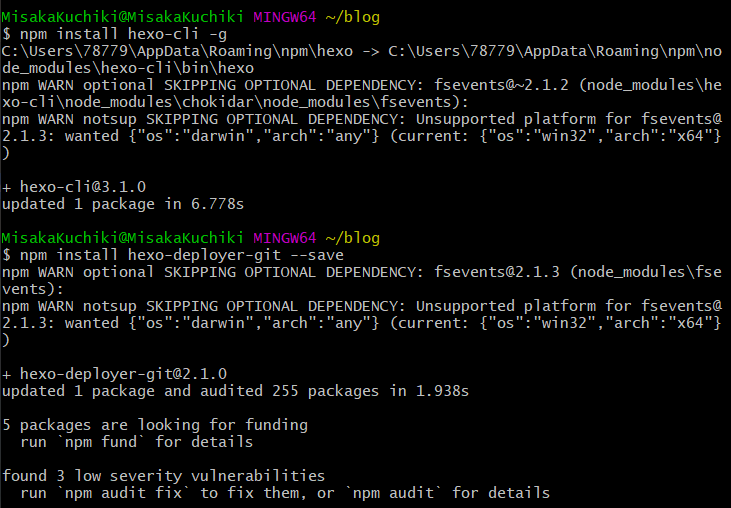 MisakaKuchiki@MisakaKuchiki MINGW64 ~/blog
$ npm install hexo-cli -g
C:\Users\78779\AppData\Roaming\npm\hexo -> C:\Users\78779\AppData\Roaming\npm\no
de_modules\hexo-cli\bin\hexo
npm WARN optional SKIPPING OPTIONAL DEPENDENCY: fsevents@~2.1.2 (node_modules\he
xo-cli\node_modules\chokidar\node_modules\fsevents):
npm WARN notsup SKIPPING OPTIONAL DEPENDENCY: Unsupported platform for fsevents@
2.1.3: wanted {"os":"darwin","arch":"any"} (current: {"os":"win32","arch":"x64"}
)
+ hexo-cli@3.1.0
updated 1 package in 6.778s
MisakaKuchiki@MisakaKuchiki MINGW64 ~/blog
$ npm install hexo-deployer-git --save
npm WARN optional SKIPPING OPTIONAL DEPENDENCY: fsevents@2.1.3 (node_modules\fse
vents):
npm WARN notsup SKIPPING OPTIONAL DEPENDENCY: Unsupported platform for fsevents@
2.1.3: wanted {"os":"darwin","arch":"any"} (current: {"os":"win32","arch":"x64"}
)
+ hexo-deployer-git@2.1.0
updated 1 package and audited 255 packages in 1.938s
5 packages are looking for funding
run `npm fund` for details
found 3 low severity vulnerabilities
run `npm audit fix` to fix them, or `npm audit` for details